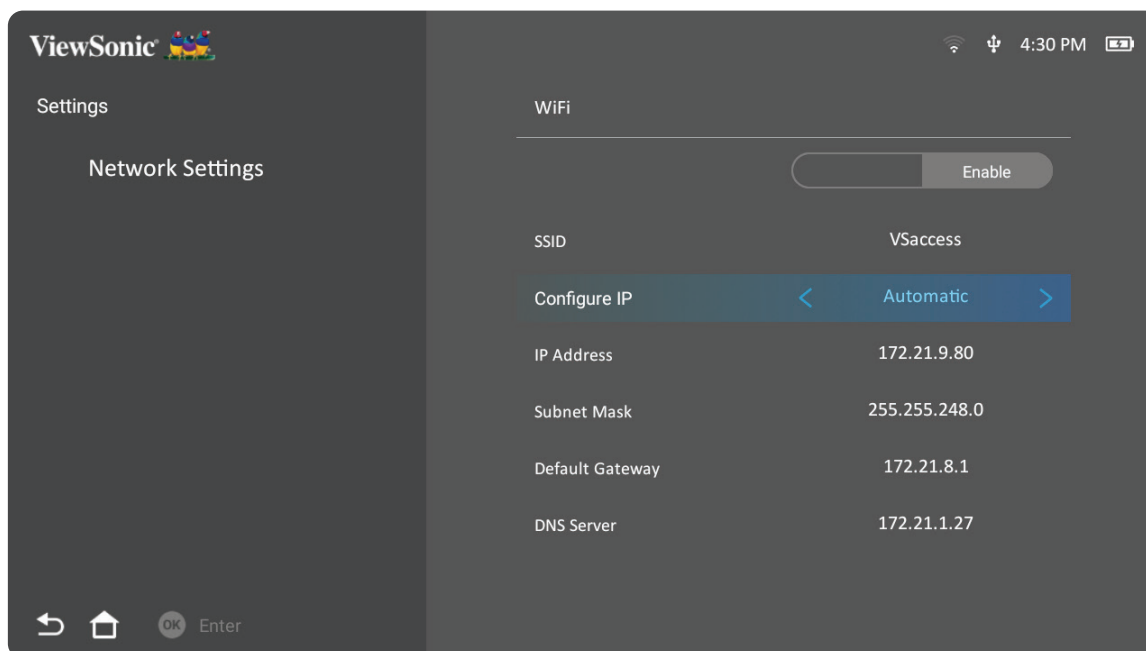 ViewSonic®
4:30 PM
Settings
WiFi
Network Settings
Enable
SSID VSaccess
Configure IP < Automatic >
IP Address 172.21.9.80
Subnet Mask 255.255.248.0
Default Gateway 172.21.8.1
DNS Server 172.21.1.27
OK Enter